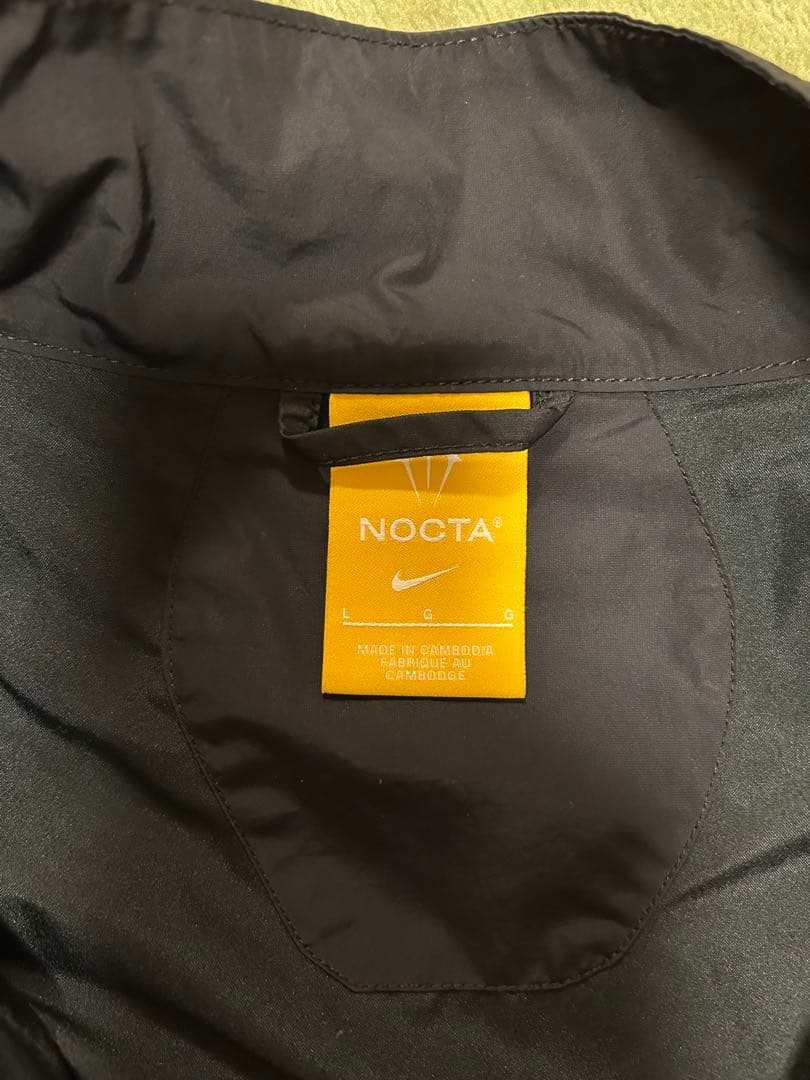 NOCTA®
L G G
MADE IN CAMBODIA
FABRIQUE AU
CAMBODGE